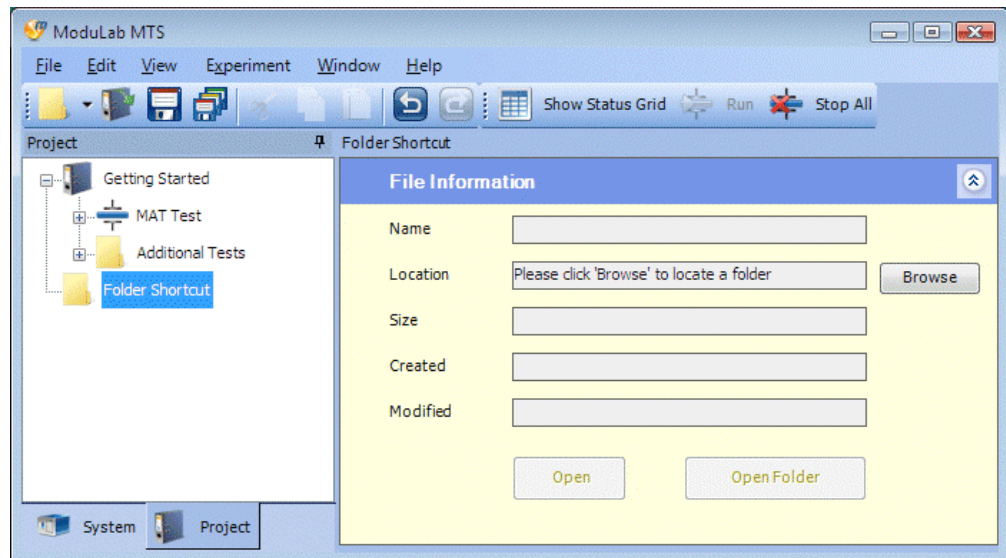 ModuLab MTS
File Edit View Experiment Window Help
Show Status Grid Run Stop All
Project
Folder Shortcut
Getting Started
MAT Test
Additional Tests
Folder Shortcut
File Information
Name
Location Please click 'Browse' to locate a folder Browse
Size
Created
Modified
Open Open Folder
System Project